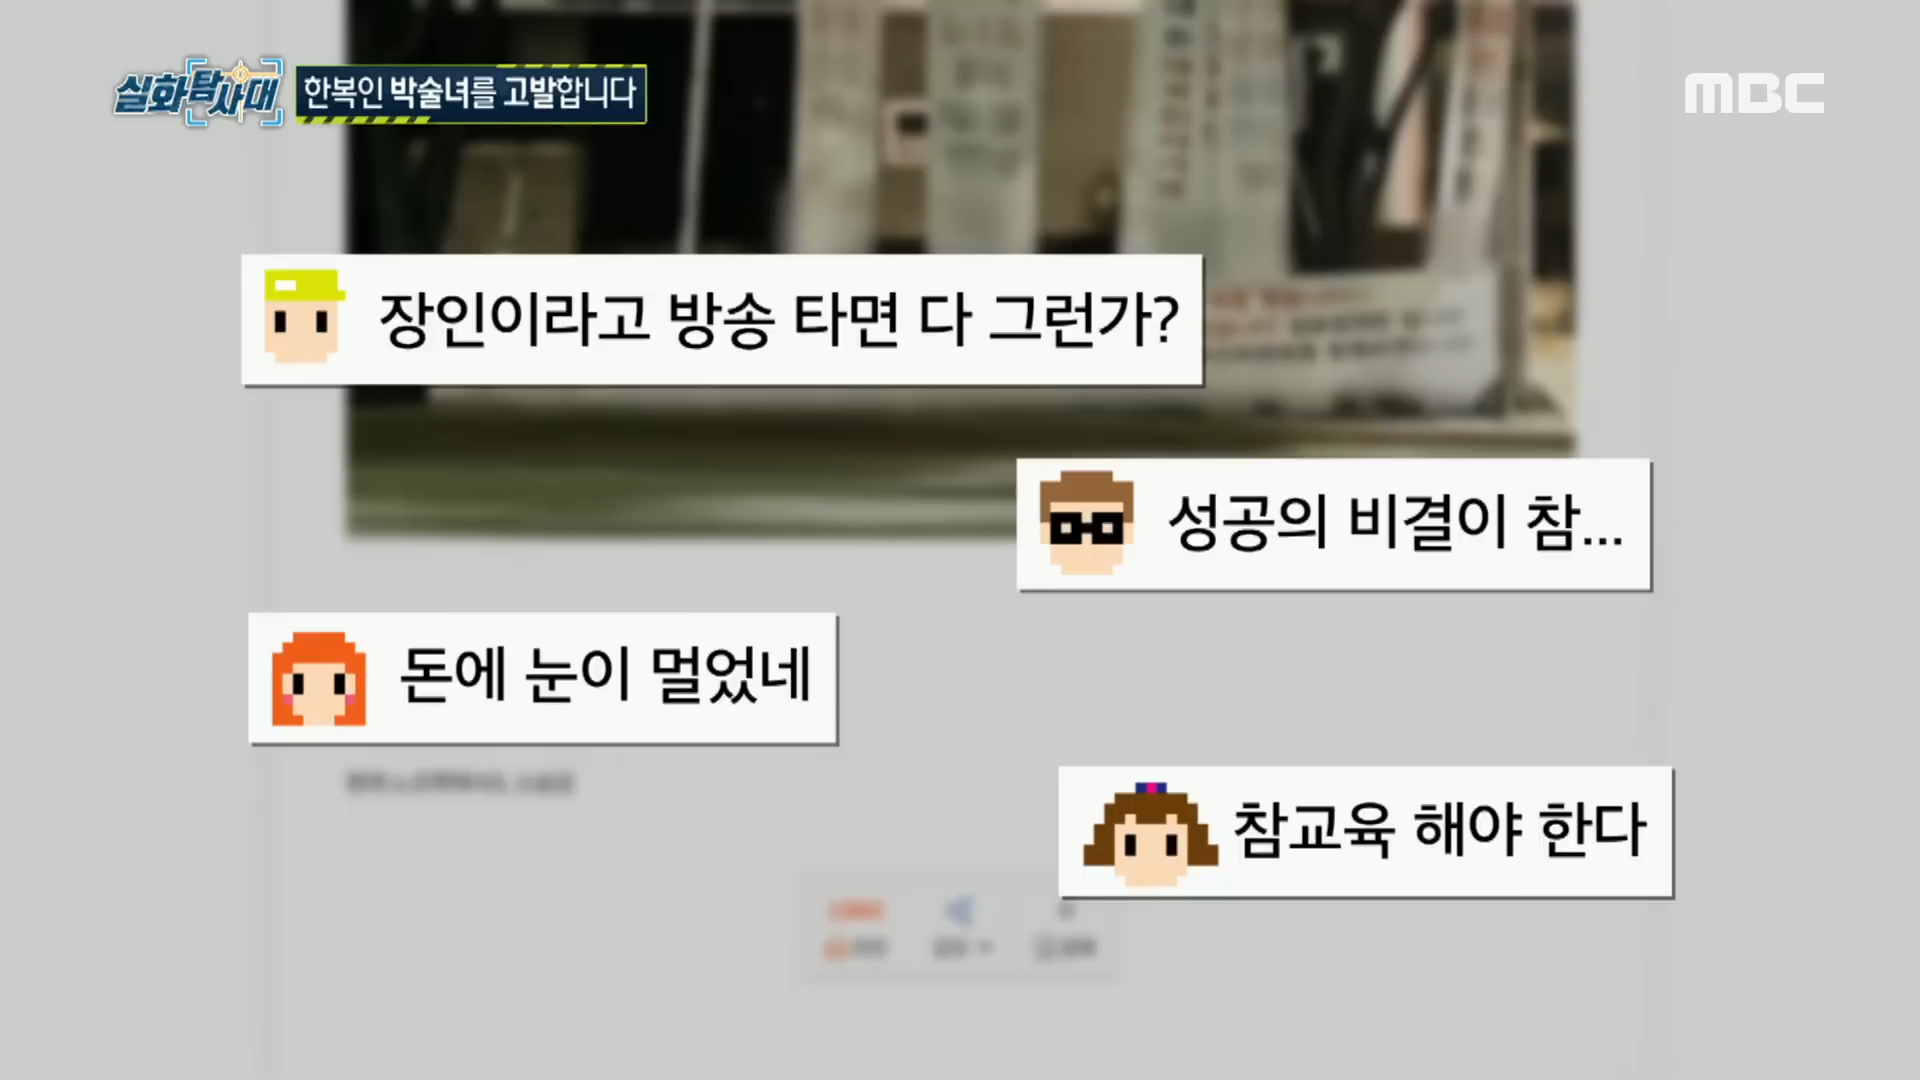 실화탐사대
한복인 박술녀를 고발합니다
MBC
장인이라고 방송 타면 다 그런가?
성공의 비결이 참...
돈에 눈이 멀었네
참교육 해야 한다